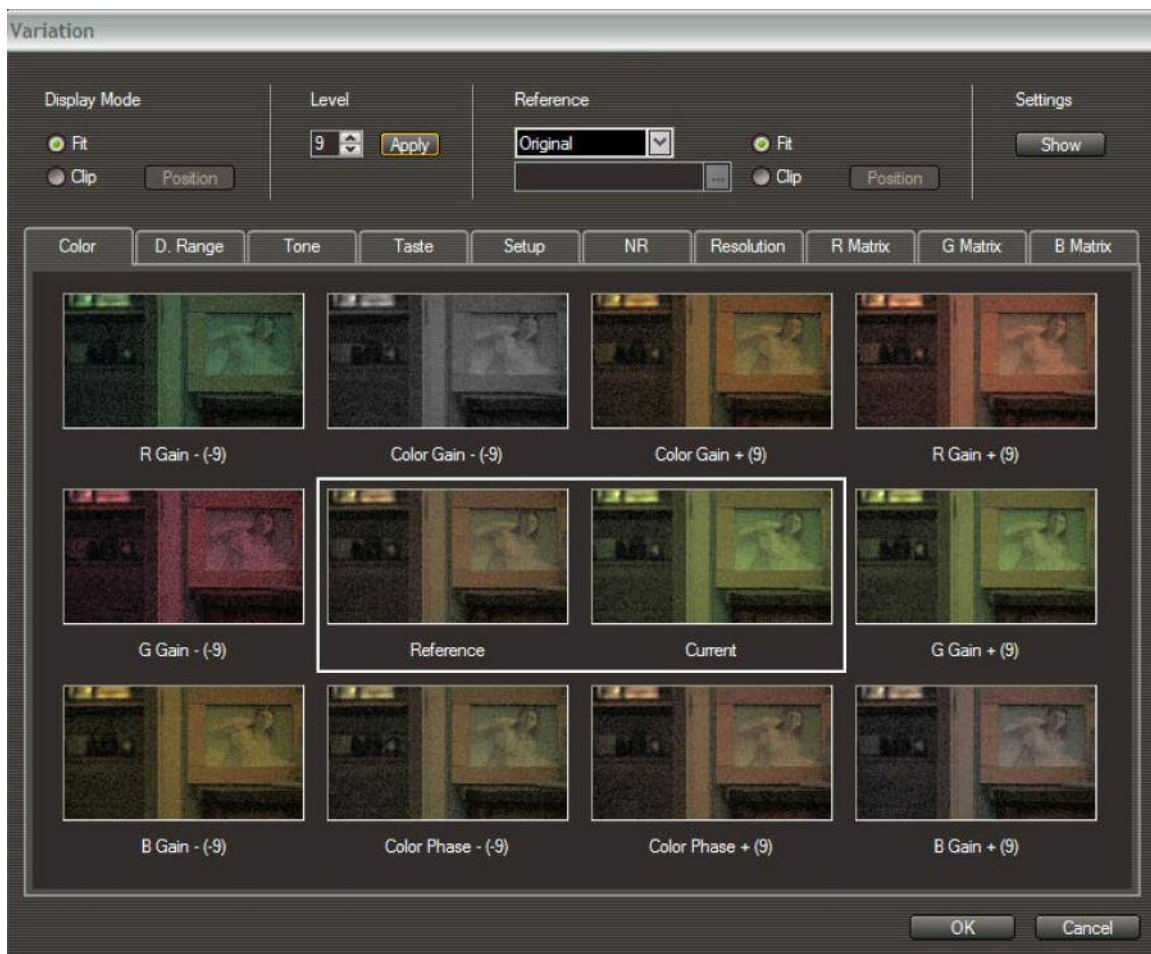 Variation
Display Mode
Level
Reference
Settings
Fit
9
Apply
Original
Fit
Show
Clip
Position
...
Clip
Position
Color
D. Range
Tone
Taste
Setup
NR
Resolution
R Matrix
G Matrix
B Matrix
R Gain - (-9)
Color Gain - (-9)
Color Gain + (9)
R Gain + (9)
G Gain - (-9)
Reference
Current
G Gain + (9)
B Gain - (-9)
Color Phase - (-9)
Color Phase + (9)
B Gain + (9)
OK
Cancel